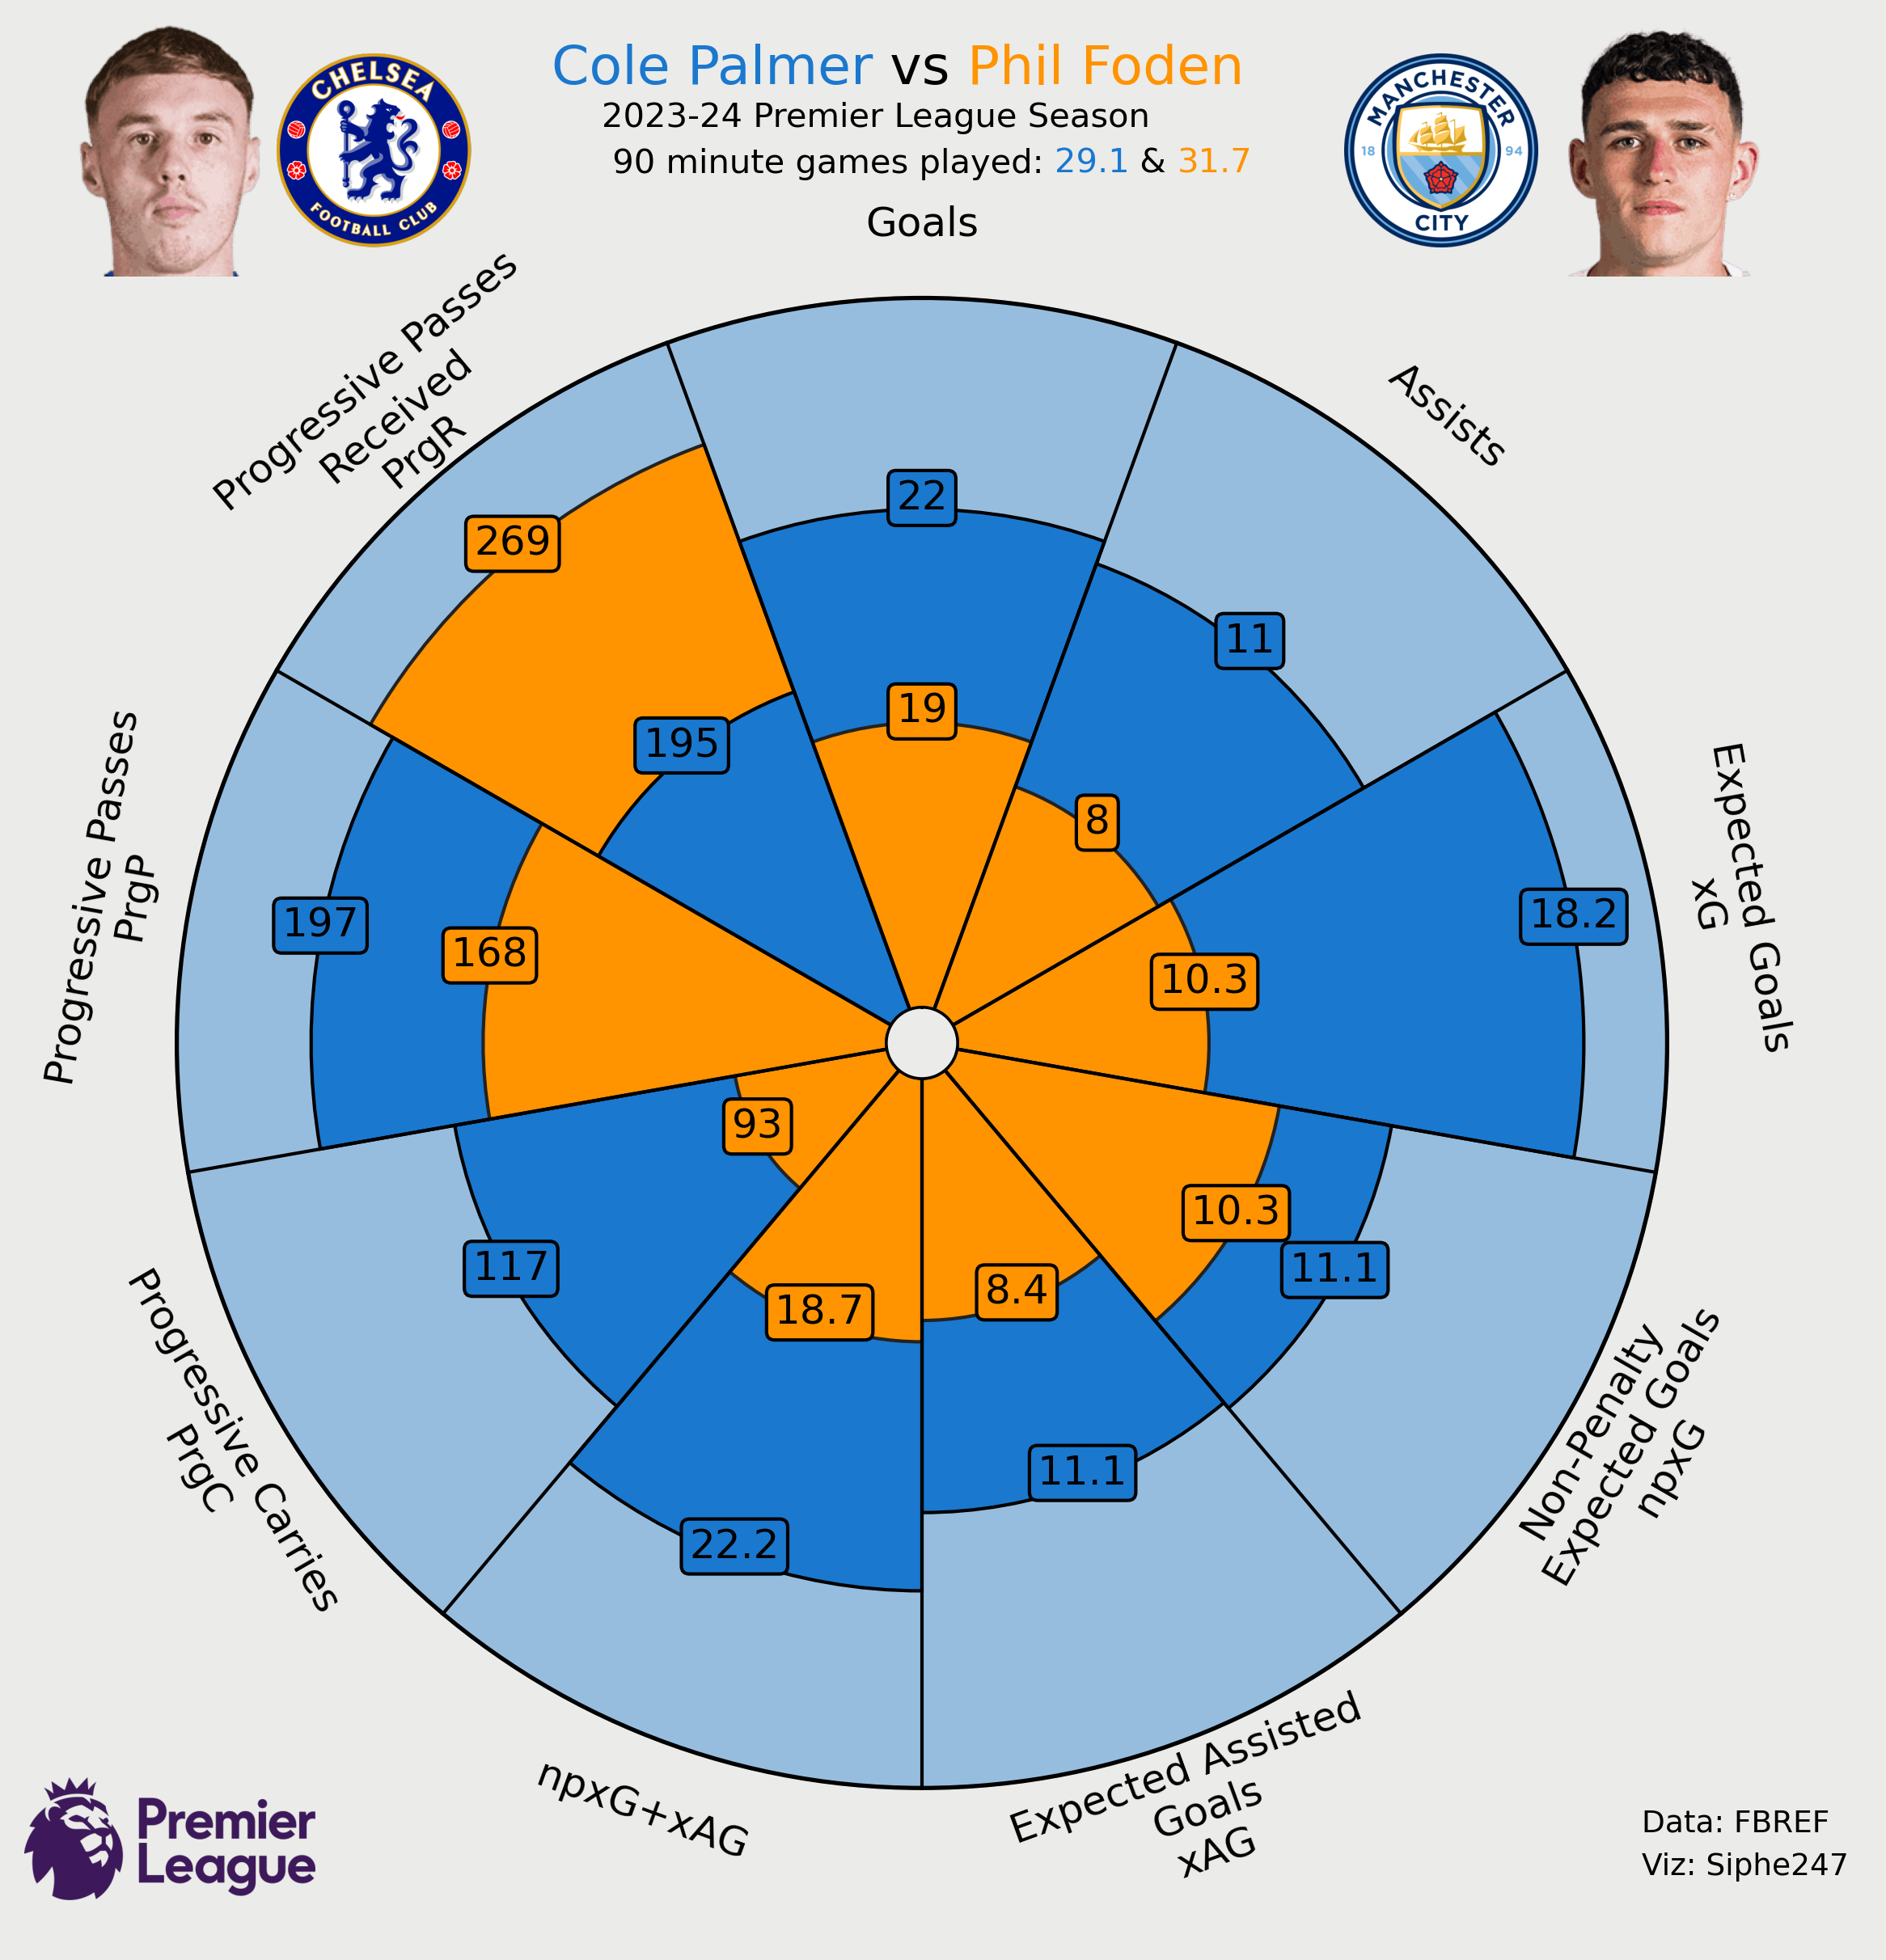 Cole Palmer vs Phil Foden
2023-24 Premier League Season
90 minute games played: 29.1 & 31.7
CHELSEA
FOOTBALL CLUB
MANCHESTER
18 94
CITY
Goals
22
19
Assists
11
8
Expected Goals
xG
18.2
10.3
Non-Penalty
Expected Goals
npxG
10.3
11.1
Expected Assisted
Goals
xAG
8.4
11.1
npxG+xAG
18.7
22.2
Progressive Carries
PrgC
93
117
Progressive Passes
PrgP
197
168
Progressive Passes
Received
PrgR
269
195
Premier
League
Data: FBREF
Viz: Siphe247